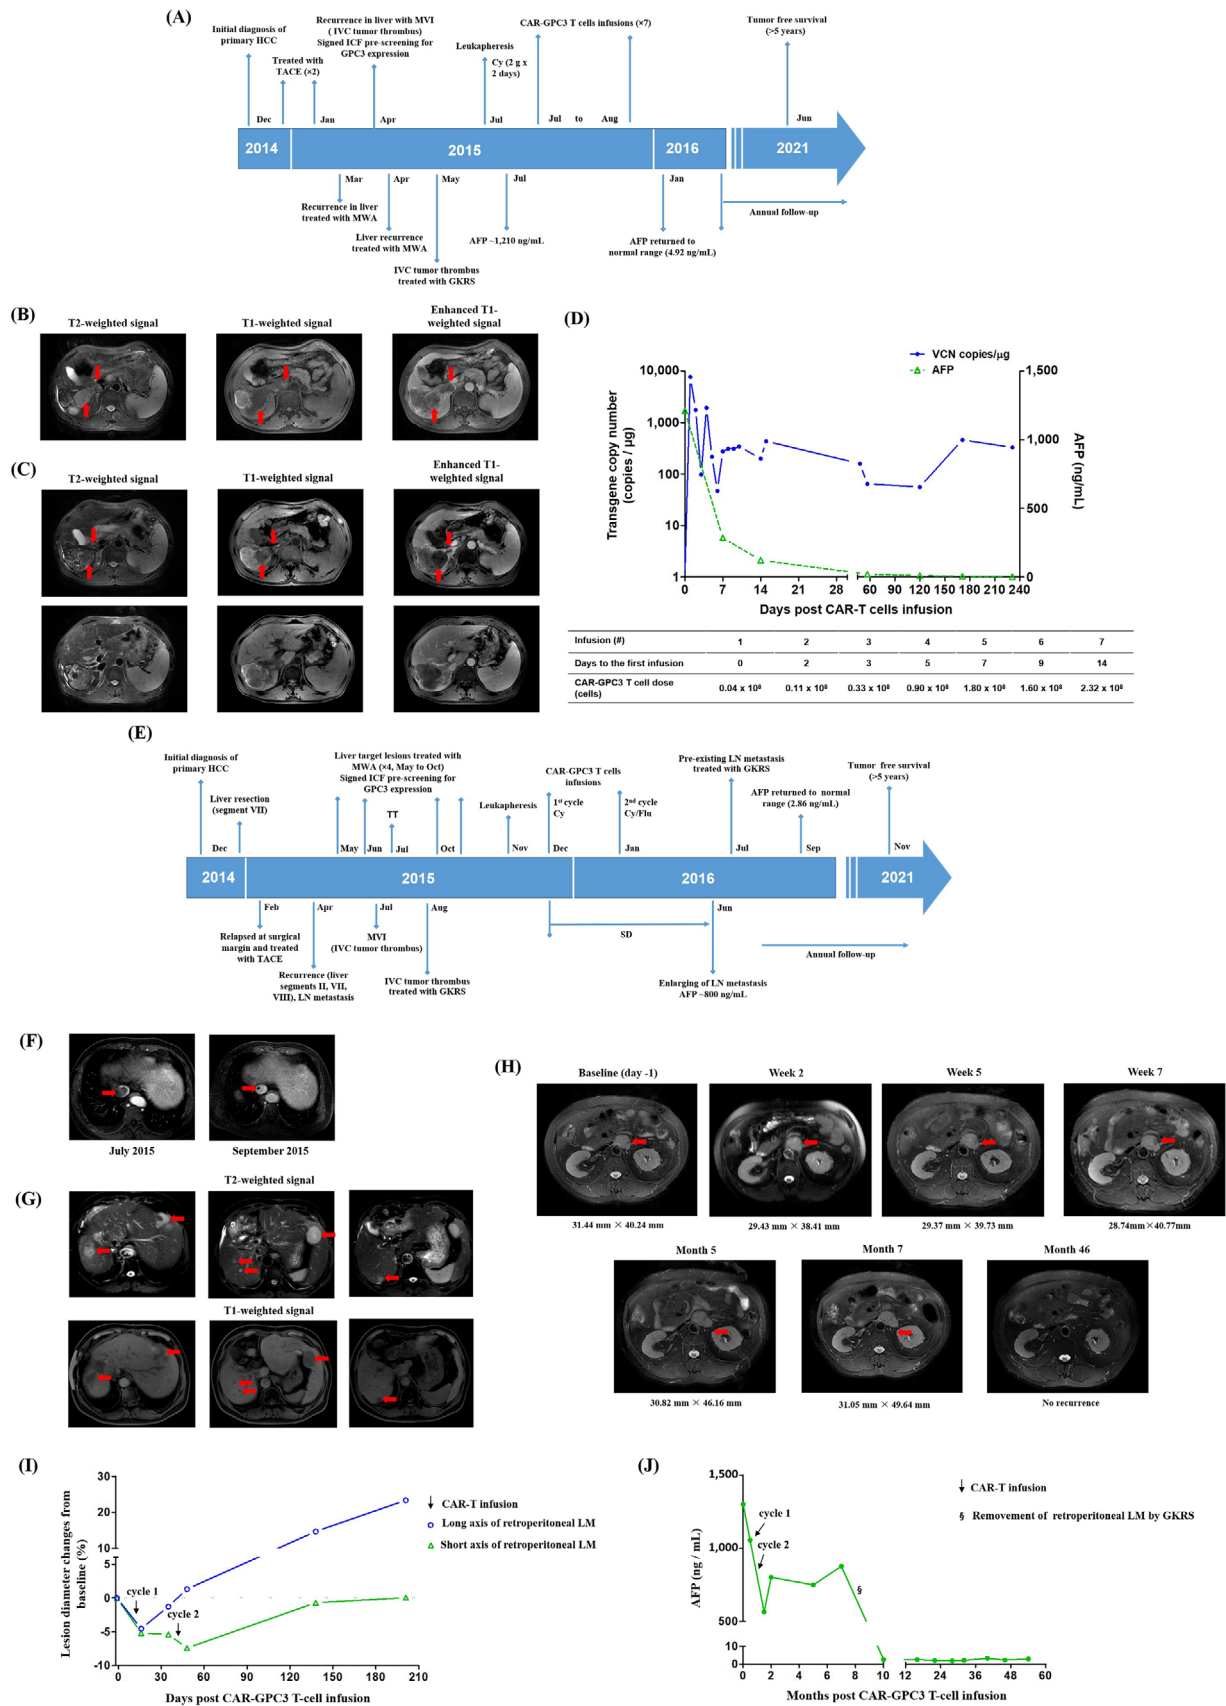 (A)
Initial diagnosis of
primary HCC
Treated with
TACE (×2)
Recurrence in liver with MVI
( IVC tumor thrombus)
Signed ICF pre-screening for
GPC3 expression
Leukapheresis
Cy (2 g x
2 days)
CAR-GPC3 T cells infusions (×7)
Tumor free survival
(>5 years)
Dec
Jan
Apr
Jul
Jul to Aug
Jun
2014
2015
2016
2021
Mar
Apr
May
Jul
Jan
Recurrence in liver
treated with MWA
Liver recurrence
treated with MWA
IVC tumor thrombus
treated with GKRS
AFP ~1,210 ng/mL
AFP returned to
normal range (4.92 ng/mL)
Annual follow-up
(B)
T2-weighted signal
T1-weighted signal
Enhanced T1-
weighted signal
(C)
T2-weighted signal
T1-weighted signal
Enhanced T1-
weighted signal
(D)
VCN copies/μg
AFP
10,000
1,000
100
10
1
Transgene copy number
(copies / μg)
1,500
1,000
500
0
AFP (ng/mL)
0 7 14 21 28 60 90 120 150 180 210 240
Days post CAR-T cells infusion
Infusion (#) 1 2 3 4 5 6 7
Days to the first infusion 0 2 3 5 7 9 14
CAR-GPC3 T cell dose
(cells)
0.04 x 10⁸ 0.11 x 10⁸ 0.33 x 10⁸ 0.90 x 10⁸ 1.80 x 10⁸ 1.60 x 10⁸ 2.32 x 10⁸
(E)
Initial diagnosis of
primary HCC
Liver resection
(segment VII)
Liver target lesions treated with
MWA (×4, May to Oct)
Signed ICF pre-screening for
GPC3 expression
TT
Leukapheresis
CAR-GPC3 T cells
infusions
1st cycle
Cy
2nd cycle
Cy/Flu
Pre-existing LN metastasis
treated with GKRS
AFP returned to normal
range (2.86 ng/mL)
Tumor free survival
(>5 years)
Dec
May
Jun
Jul
Oct
Nov
Dec
Jan
Jul
Sep
Nov
2014
2015
2016
2021
Feb
Apr
Jul
Aug
Jun
Relapsed at surgical
margin and treated
with TACE
Recurrence (liver
segments II, VII,
VIII), LN metastasis
MVI
(IVC tumor thrombus)
IVC tumor thrombus
treated with GKRS
SD
Enlarging of LN metastasis
AFP ~800 ng/mL
Annual follow-up
(F)
July 2015
September 2015
(G)
T2-weighted signal
T1-weighted signal
(H)
Baseline (day -1)
Week 2
Week 5
Week 7
31.44 mm × 40.24 mm
29.43 mm × 38.41 mm
29.37 mm × 39.73 mm
28.74mm×40.77mm
Month 5
Month 7
Month 46
30.82 mm × 46.16 mm
31.05 mm × 49.64 mm
No recurrence
(I)
Lesion diameter changes from
baseline (%)
30
20
10
5
0
-5
-10
cycle 1
cycle 2
CAR-T infusion
Long axis of retroperitoneal LM
Short axis of retroperitoneal LM
0 30 60 90 120 150 180 210
Days post CAR-GPC3 T-cell infusion
(J)
AFP (ng / mL)
1,500
1,000
500
10
0
cycle 1
cycle 2
§
CAR-T infusion
§ Removement of retroperitoneal LM by GKRS
0 2 4 6 8 10 12 24 36 48 60
Months post CAR-GPC3 T-cell infusion